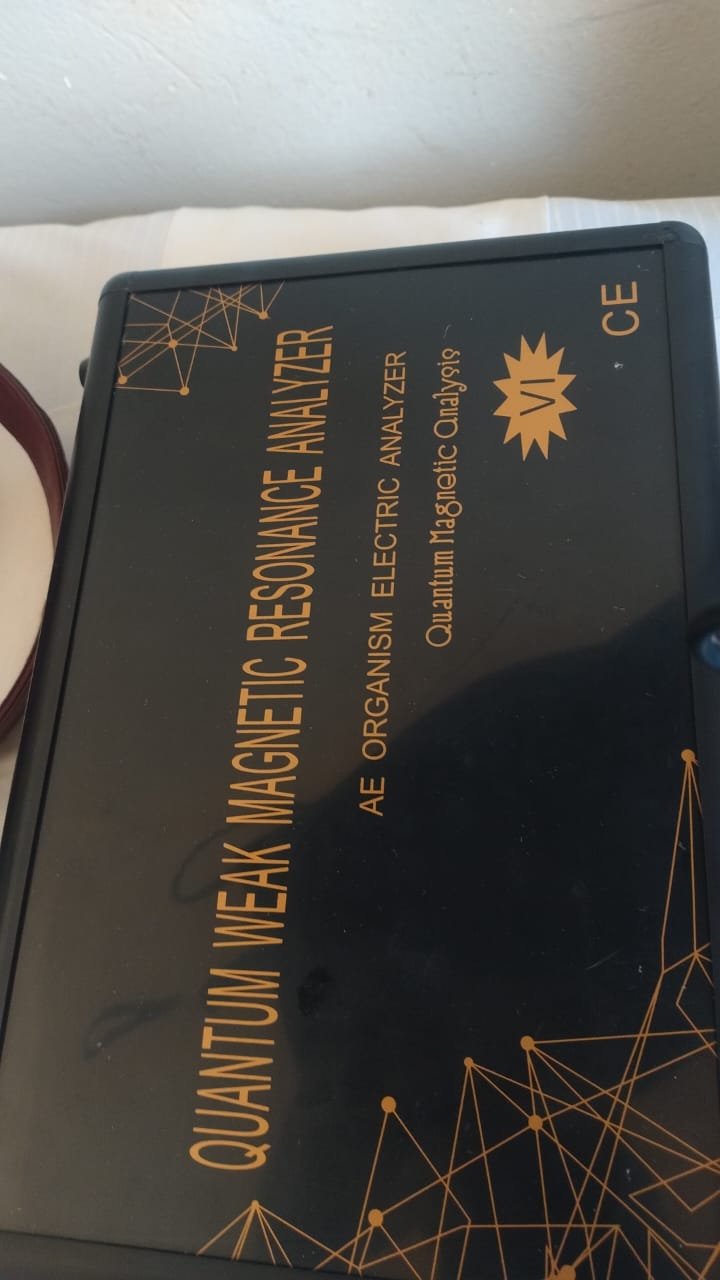 QUANTUM WEAK MAGNETIC RESONANCE ANALYZER
AE ORGANISM ELECTRIC ANALYZER
Quantum Magnetic Analysis
VI
CE